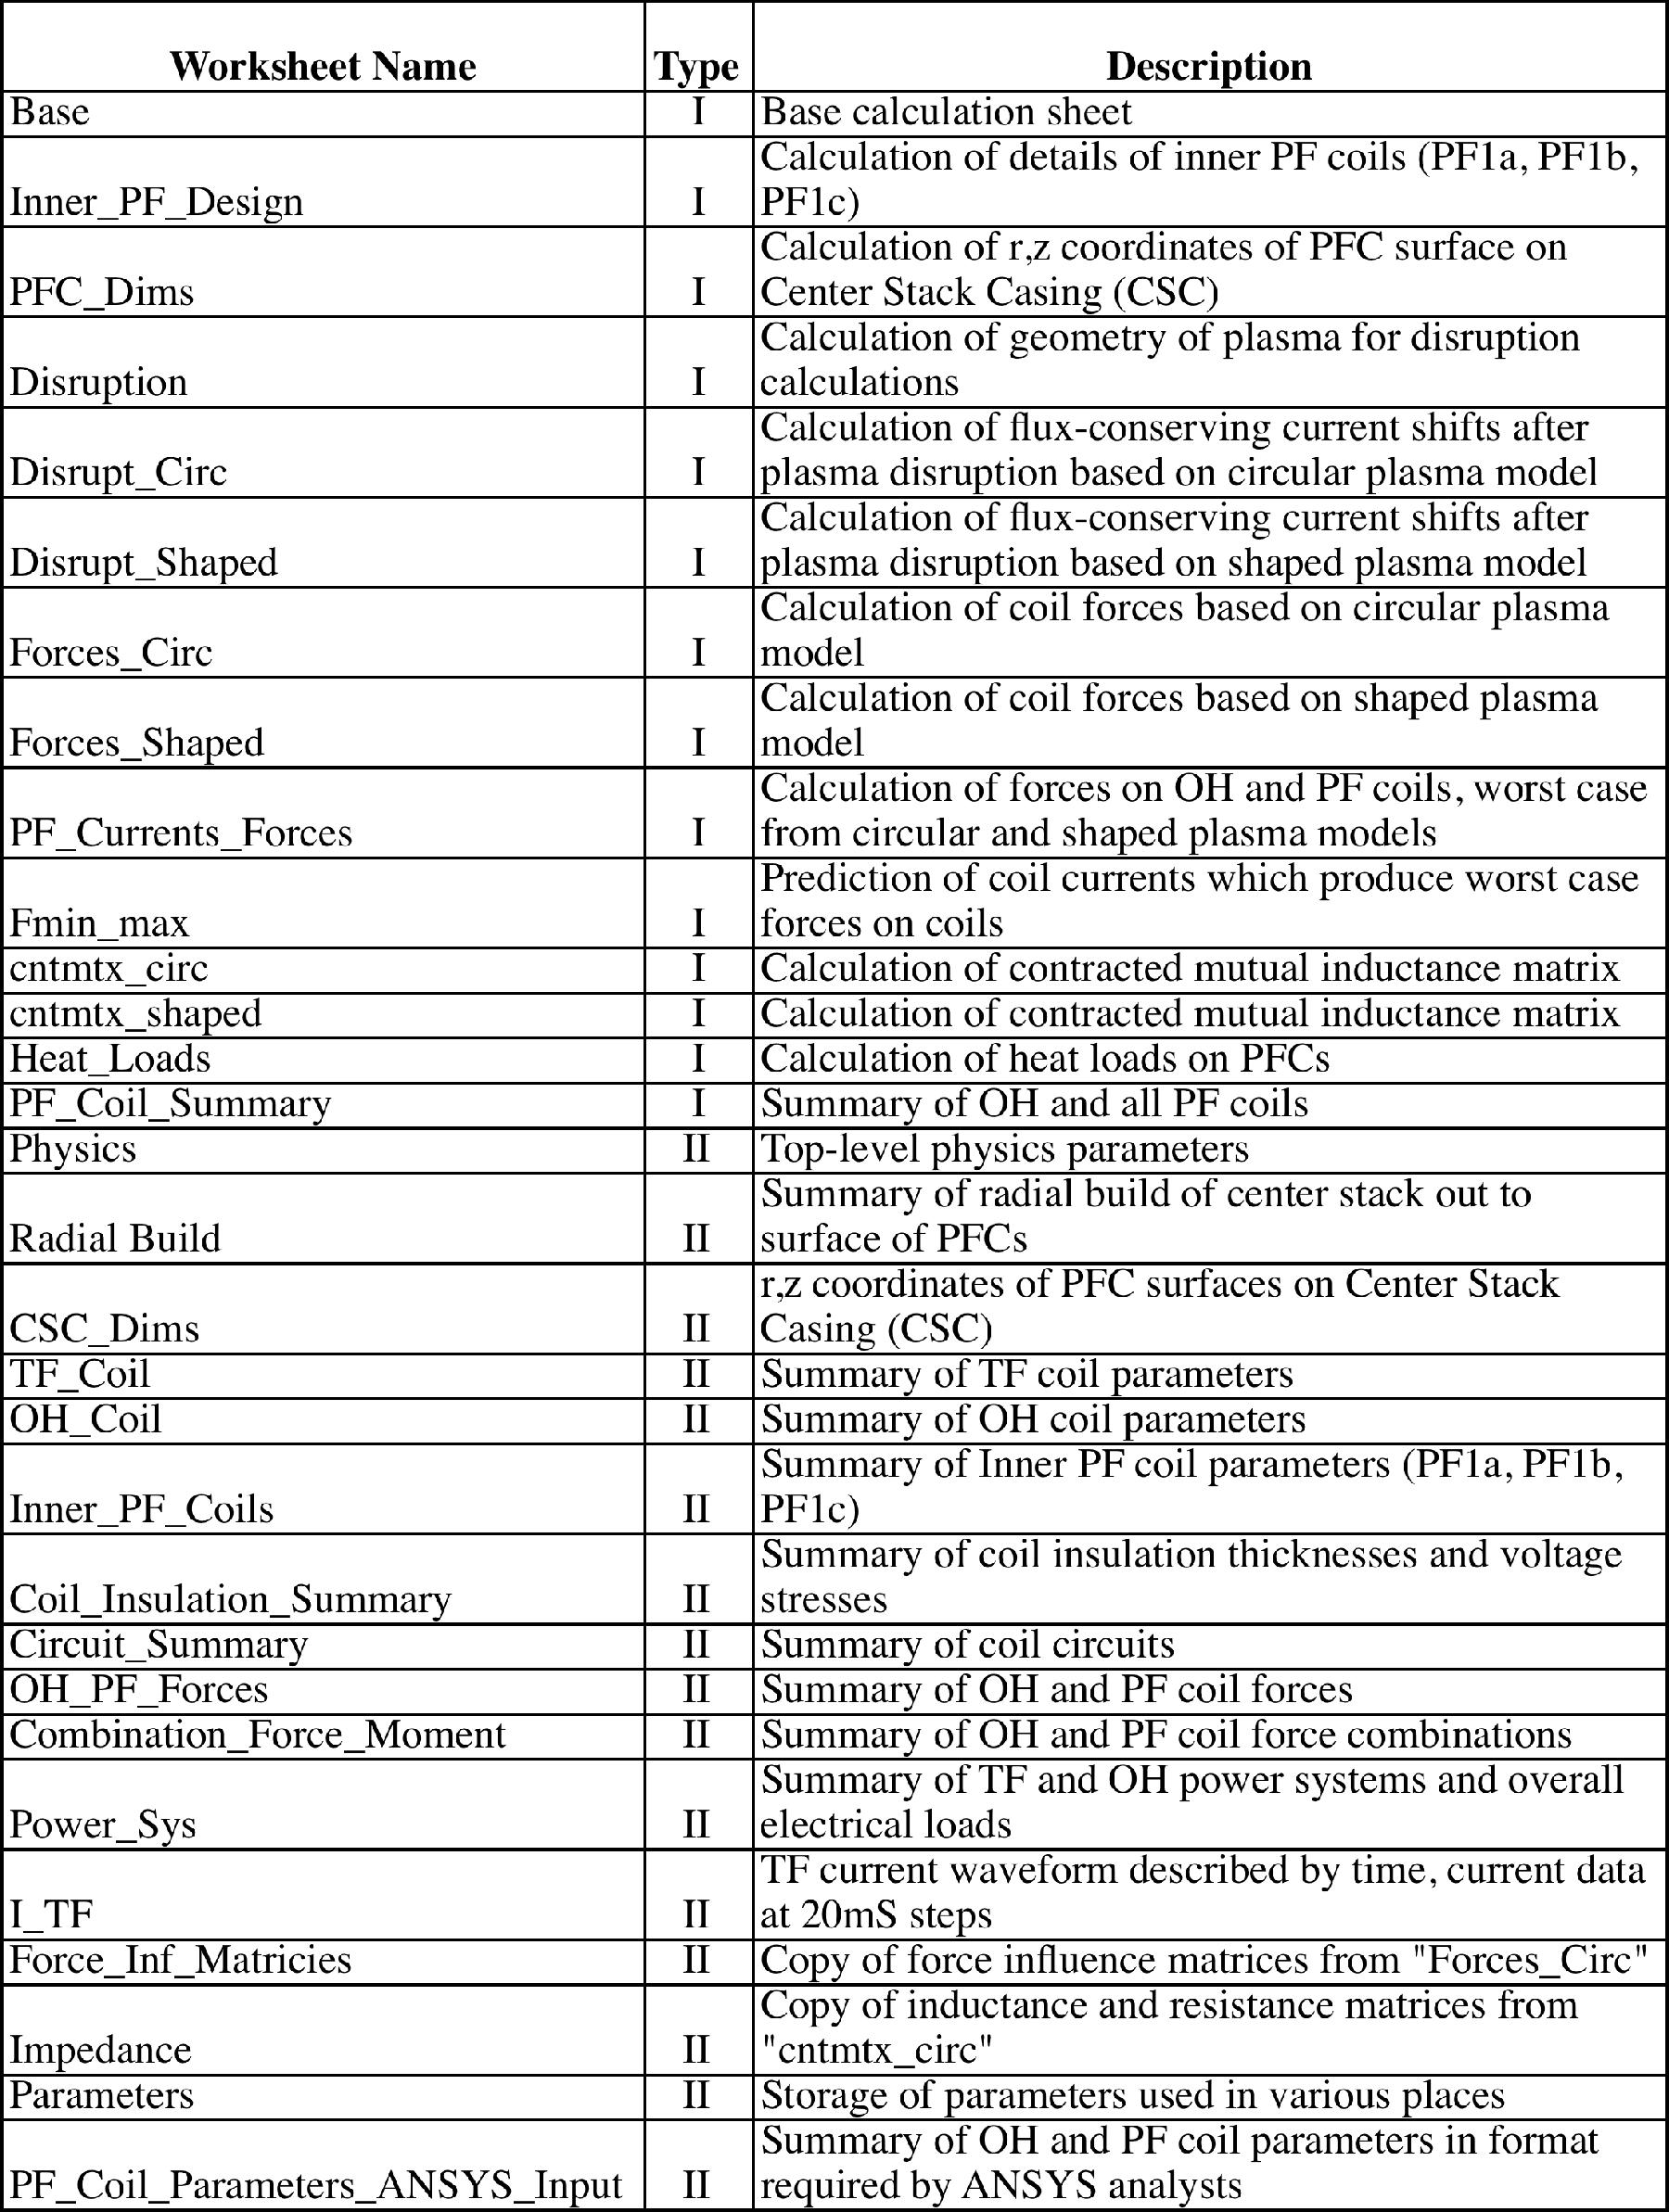 Worksheet Name Type Description
Base I Base calculation sheet
Calculation of details of inner PF coils (PF1a, PF1b,
Inner_PF_Design I PF1c)
Calculation of r,z coordinates of PFC surface on
PFC_Dims I Center Stack Casing (CSC)
Calculation of geometry of plasma for disruption
Disruption I calculations
Calculation of flux-conserving current shifts after
Disrupt_Circ I plasma disruption based on circular plasma model
Calculation of flux-conserving current shifts after
Disrupt_Shaped I plasma disruption based on shaped plasma model
Calculation of coil forces based on circular plasma
Forces_Circ I model
Calculation of coil forces based on shaped plasma
Forces_Shaped I model
Calculation of forces on OH and PF coils, worst case
PF_Currents_Forces I from circular and shaped plasma models
Prediction of coil currents which produce worst case
Fmin_max I forces on coils
cntmtx_circ I Calculation of contracted mutual inductance matrix
cntmtx_shaped I Calculation of contracted mutual inductance matrix
Heat_Loads I Calculation of heat loads on PFCs
PF_Coil_Summary I Summary of OH and all PF coils
Physics II Top-level physics parameters
Summary of radial build of center stack out to
Radial Build II surface of PFCs
r,z coordinates of PFC surfaces on Center Stack
CSC_Dims II Casing (CSC)
TF_Coil II Summary of TF coil parameters
OH_Coil II Summary of OH coil parameters
Summary of Inner PF coil parameters (PF1a, PF1b,
Inner_PF_Coils II PF1c)
Summary of coil insulation thicknesses and voltage
Coil_Insulation_Summary II stresses
Circuit_Summary II Summary of coil circuits
OH_PF_Forces II Summary of OH and PF coil forces
Combination_Force_Moment II Summary of OH and PF coil force combinations
Summary of TF and OH power systems and overall
Power_Sys II electrical loads
TF current waveform described by time, current data
I_TF II at 20mS steps
Force_Inf_Matricies II Copy of force influence matrices from "Forces_Circ"
Copy of inductance and resistance matrices from
Impedance II "cntmtx_circ"
Parameters II Storage of parameters used in various places
Summary of OH and PF coil parameters in format
PF_Coil_Parameters_ANSYS_Input II required by ANSYS analysts